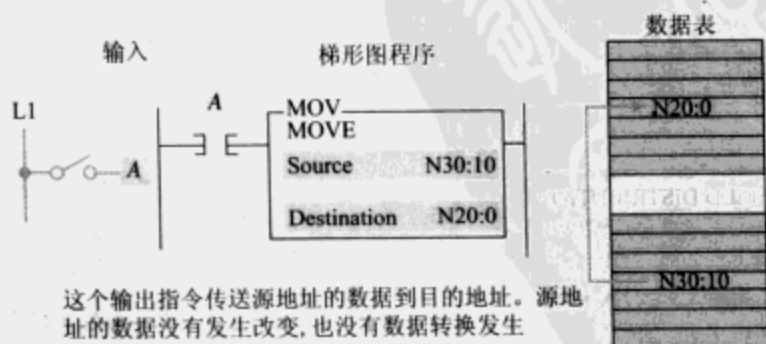 输入
梯形图程序
数据表
L1
A
A
MOV
MOVE
Source N30:10
Destination N20:0
N20:0
N30:10
这个输出指令传送源地址的数据到目的地址。源地
址的数据没有发生改变, 也没有数据转换发生